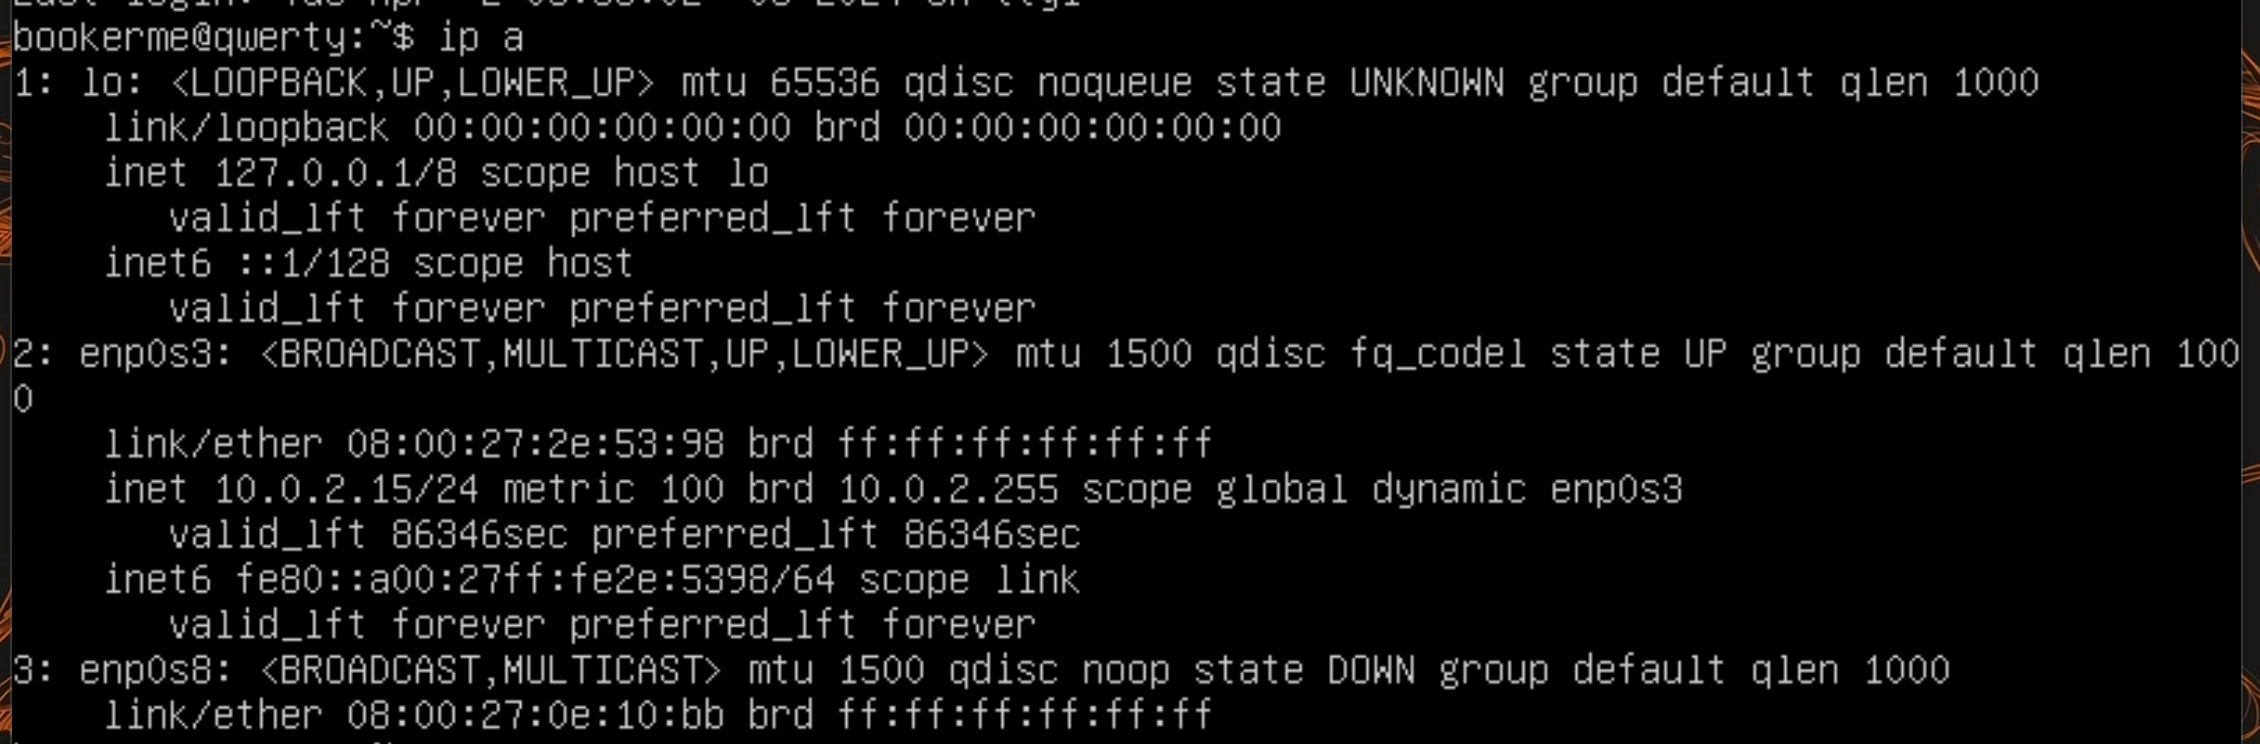 bookerme@qwerty:~$ ip a
1: lo: <LOOPBACK,UP,LOWER_UP> mtu 65536 qdisc noqueue state UNKNOWN group default qlen 1000
    link/loopback 00:00:00:00:00:00 brd 00:00:00:00:00:00
    inet 127.0.0.1/8 scope host lo
       valid_lft forever preferred_lft forever
    inet6 ::1/128 scope host
       valid_lft forever preferred_lft forever
2: enp0s3: <BROADCAST,MULTICAST,UP,LOWER_UP> mtu 1500 qdisc fq_codel state UP group default qlen 100
0
    link/ether 08:00:27:2e:53:98 brd ff:ff:ff:ff:ff:ff
    inet 10.0.2.15/24 metric 100 brd 10.0.2.255 scope global dynamic enp0s3
       valid_lft 86346sec preferred_lft 86346sec
    inet6 fe80::a00:27ff:fe2e:5398/64 scope link
       valid_lft forever preferred_lft forever
3: enp0s8: <BROADCAST,MULTICAST> mtu 1500 qdisc noop state DOWN group default qlen 1000
    link/ether 08:00:27:0e:10:bb brd ff:ff:ff:ff:ff:ff